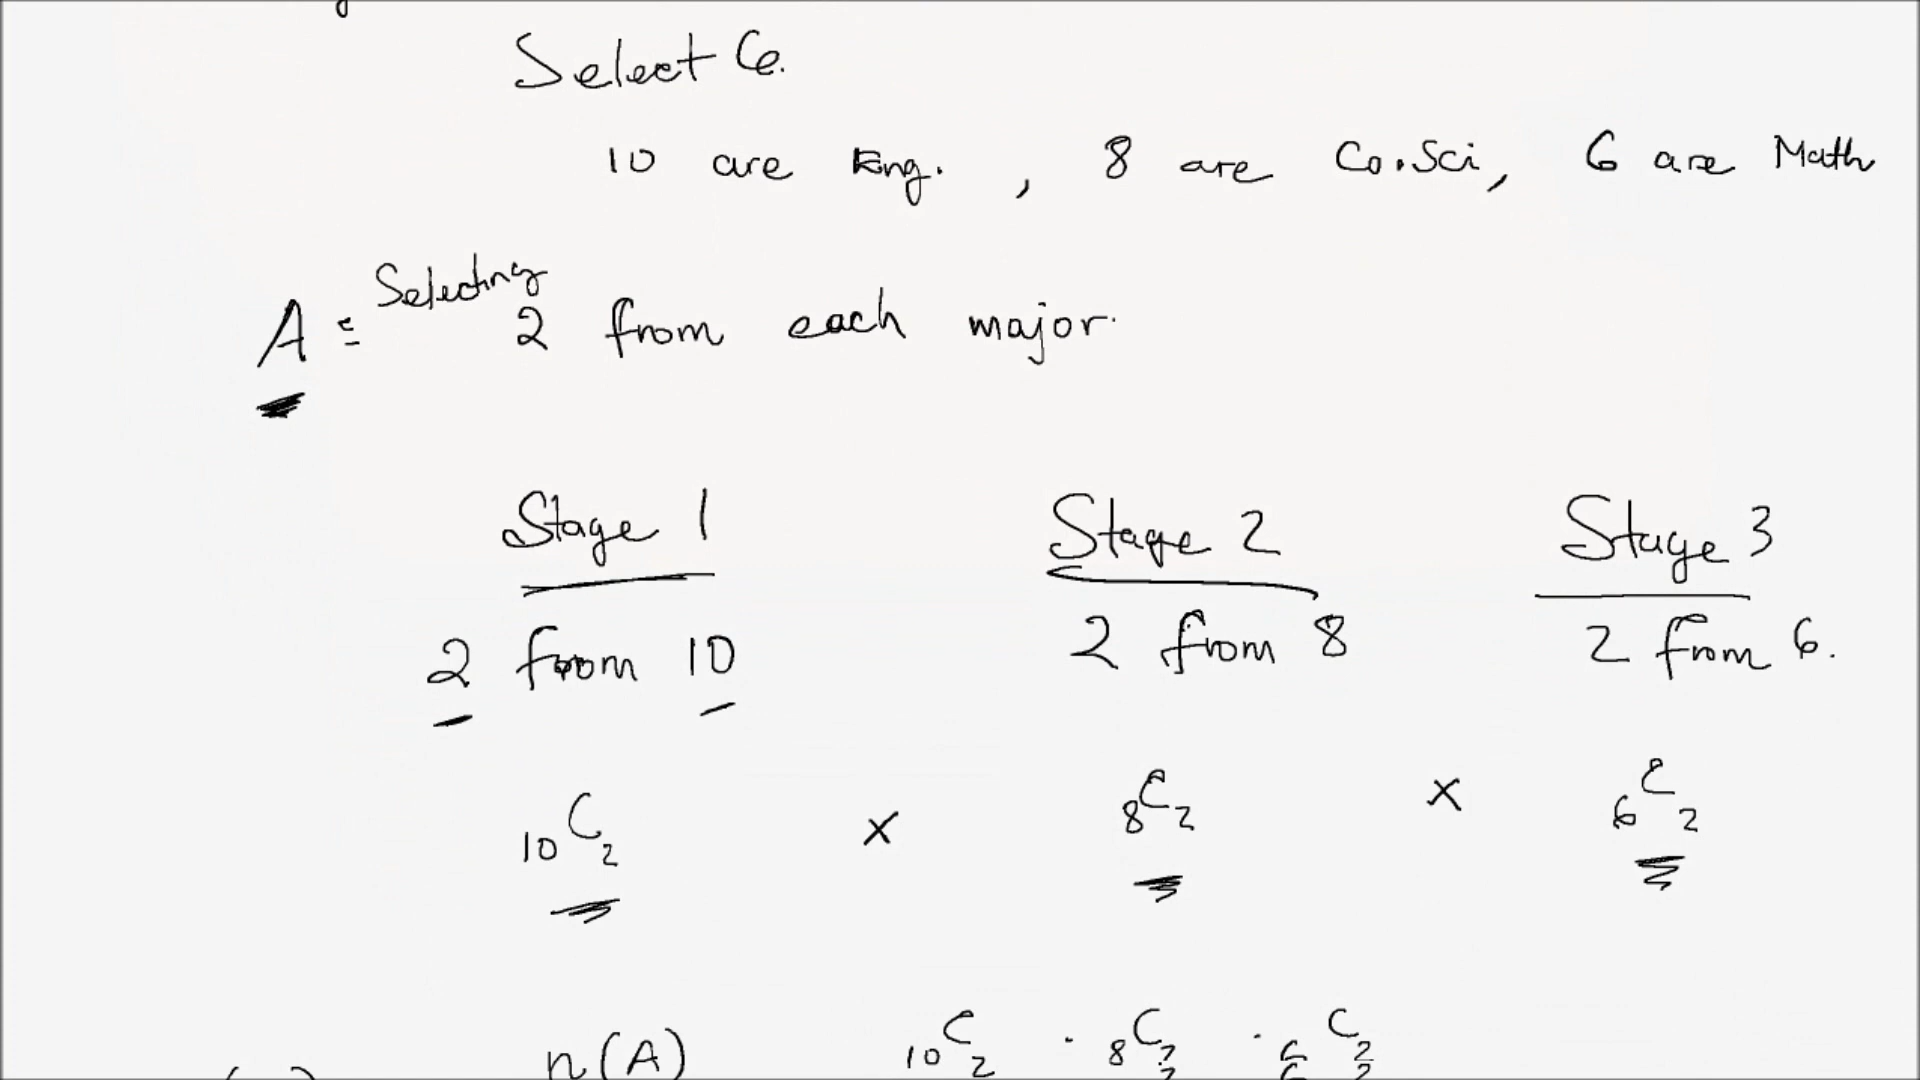 Select 6.
10 are Eng. , 8 are Co.Sci, 6 are Math
A = Selecting 2 from each major.
Stage 1 Stage 2 Stage 3
2 from 10 2 from 8 2 from 6.
10C2 x 8C2 x 6C2
n(A) 10C2 · 8C2 · 6C2